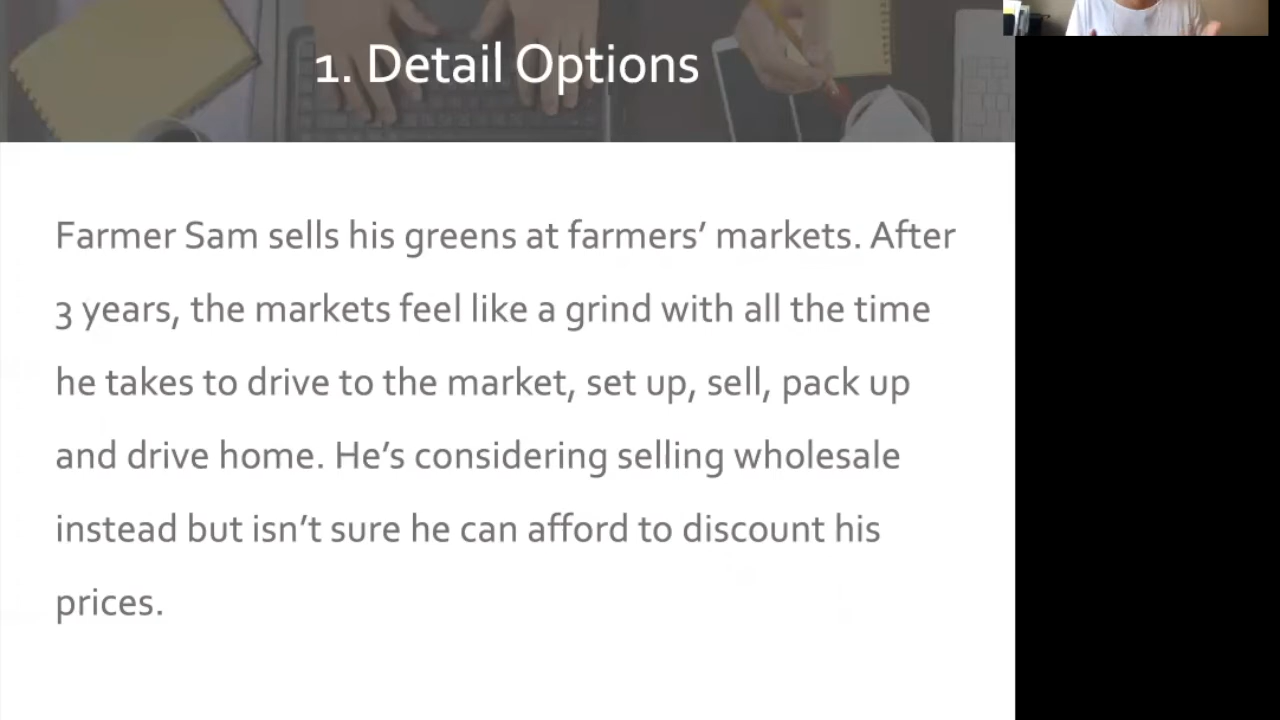 1. Detail Options
Farmer Sam sells his greens at farmers’ markets. After
3 years, the markets feel like a grind with all the time
he takes to drive to the market, set up, sell, pack up
and drive home. He’s considering selling wholesale
instead but isn’t sure he can afford to discount his
prices.